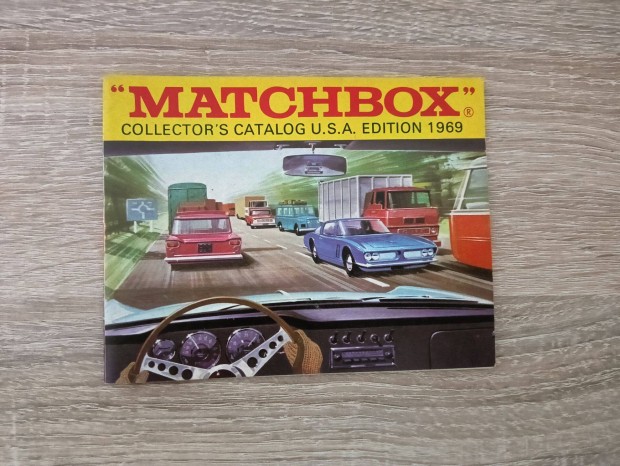 "MATCHBOX"®
COLLECTOR'S CATALOG U.S.A. EDITION 1969